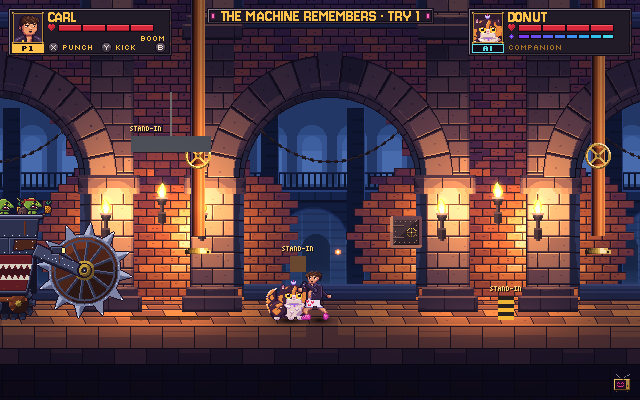 CARL
P1
X PUNCH Y KICK
BOOM
B
THE MACHINE REMEMBERS · TRY 1
DONUT
AI
COMPANION
STAND-IN
STAND-IN
STAND-IN